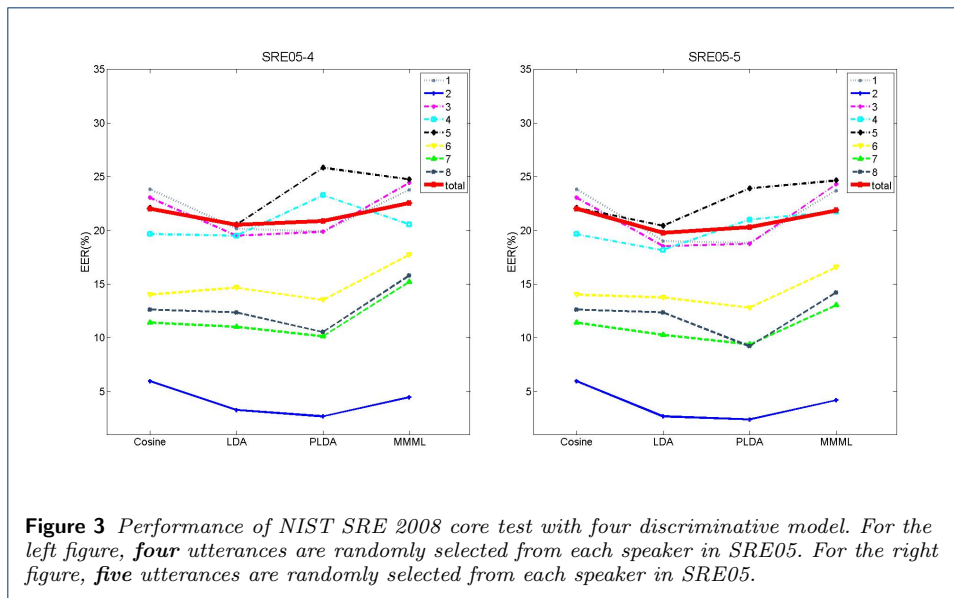 SRE05-4
35
30
25
20
15
10
5
EER(%)
Cosine LDA PLDA MMML
1
2
3
4
5
6
7
8
total
SRE05-5
35
30
25
20
15
10
5
EER(%)
Cosine LDA PLDA MMML
1
2
3
4
5
6
7
8
total
Figure 3 Performance of NIST SRE 2008 core test with four discriminative model. For the
left figure, four utterances are randomly selected from each speaker in SRE05. For the right
figure, five utterances are randomly selected from each speaker in SRE05.